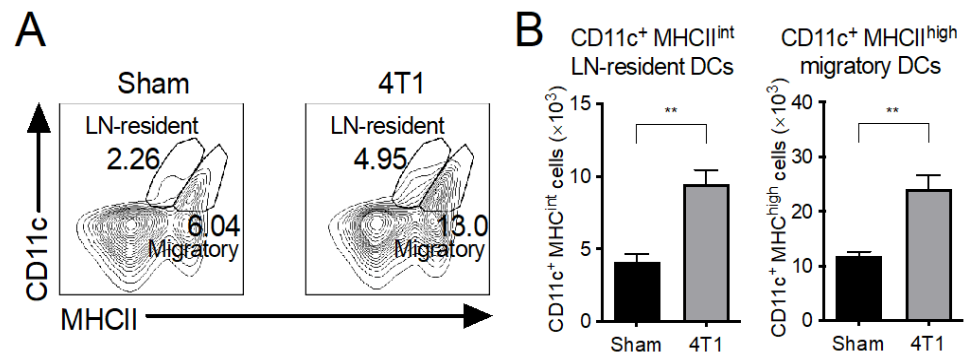 A
Sham
4T1
LN-resident
2.26
6.04
Migratory
LN-resident
4.95
13.0
Migratory
CD11c
MHCII
B
CD11c⁺ MHCIIⁱⁿᵗ
LN-resident DCs
CD11c⁺ MHCⁱⁿᵗ cells (×10³)
15
10
5
0
**
Sham
4T1
CD11c⁺ MHCIIʰⁱᵍʰ
migratory DCs
CD11c⁺ MHCʰⁱᵍʰ cells (×10³)
40
30
20
10
0
**
Sham
4T1